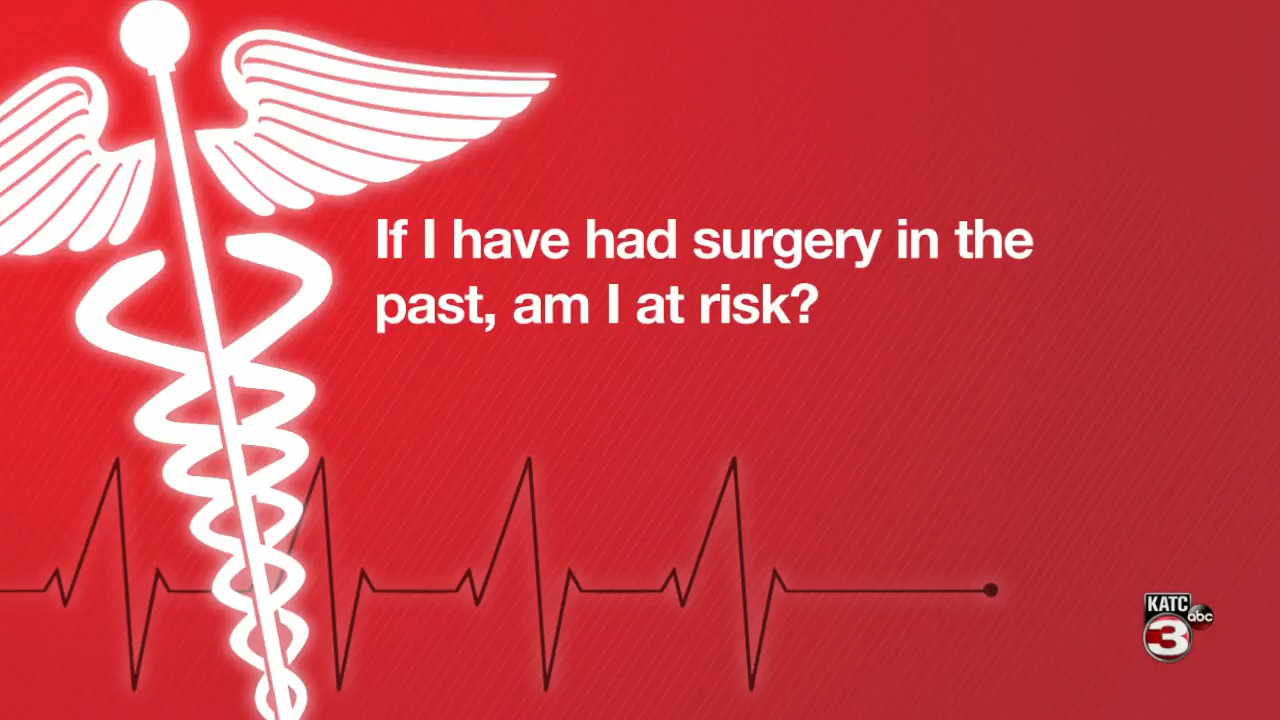 If I have had surgery in the
past, am I at risk?
KATC
abc
3